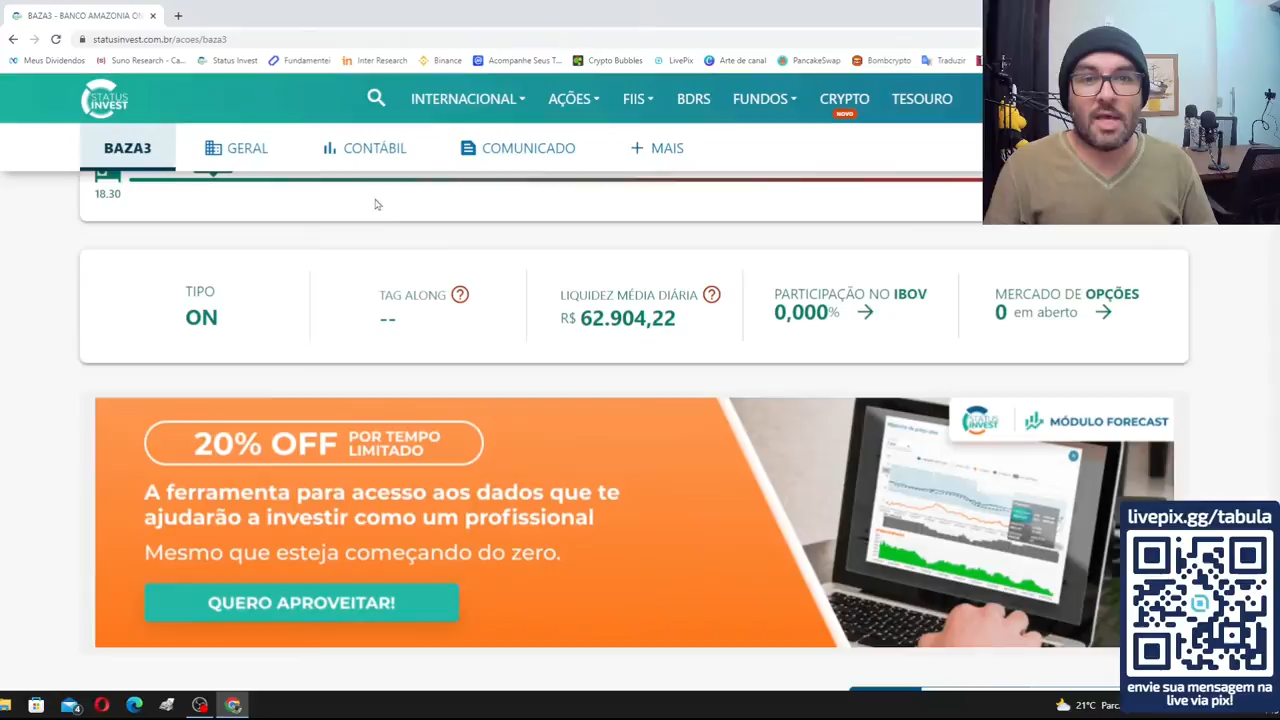 BAZA3 - BANCO AMAZONIA ON
statusinvest.com.br/acoes/baza3
Meus Dividendos
Suno Research - Ca...
Status Invest
Fundamentei
Inter Research
Binance
Acompanhe Seus T...
Crypto Bubbles
LivePix
Arte de canal
PancakeSwap
Bombcrypto
Traduzir
STATUS
INVEST
INTERNACIONAL
AÇÕES
FIIS
BDRS
FUNDOS
CRYPTO
NOVO
TESOURO
BAZA3
GERAL
CONTÁBIL
COMUNICADO
+ MAIS
18.30
TIPO
ON
TAG ALONG ?
--
LIQUIDEZ MÉDIA DIÁRIA ?
R$ 62.904,22
PARTICIPAÇÃO NO IBOV
0,000%
MERCADO DE OPÇÕES
0 em aberto
20% OFF POR TEMPO
LIMITADO
A ferramenta para acesso aos dados que te
ajudarão a investir como um profissional
Mesmo que esteja começando do zero.
QUERO APROVEITAR!
STATUS
INVEST
MÓDULO FORECAST
livepix.gg/tabula
envie sua mensagem na
live via pix!
21°C Parc.